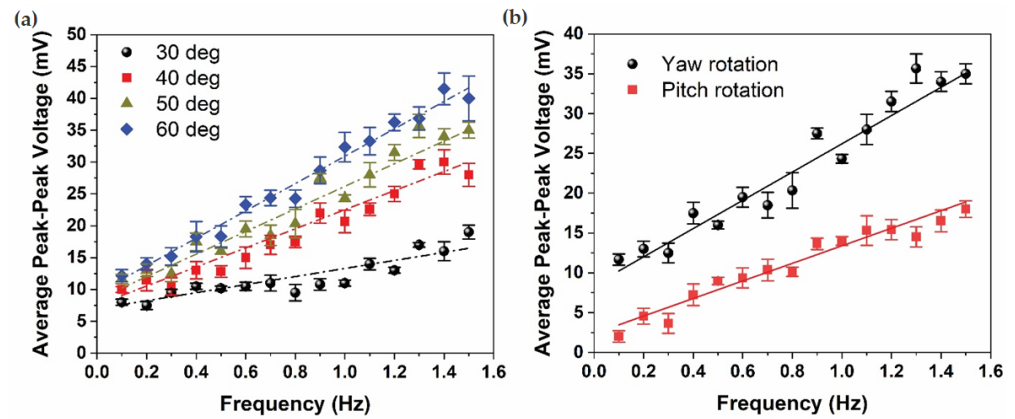 (a)
50
45
40
35
30
25
20
15
10
5
0
Average Peak-Peak Voltage (mV)
30 deg
40 deg
50 deg
60 deg
0.0 0.2 0.4 0.6 0.8 1.0 1.2 1.4 1.6
Frequency (Hz)
(b)
40
35
30
25
20
15
10
5
0
Average Peak-Peak Voltage (mV)
Yaw rotation
Pitch rotation
0.0 0.2 0.4 0.6 0.8 1.0 1.2 1.4 1.6
Frequency (Hz)